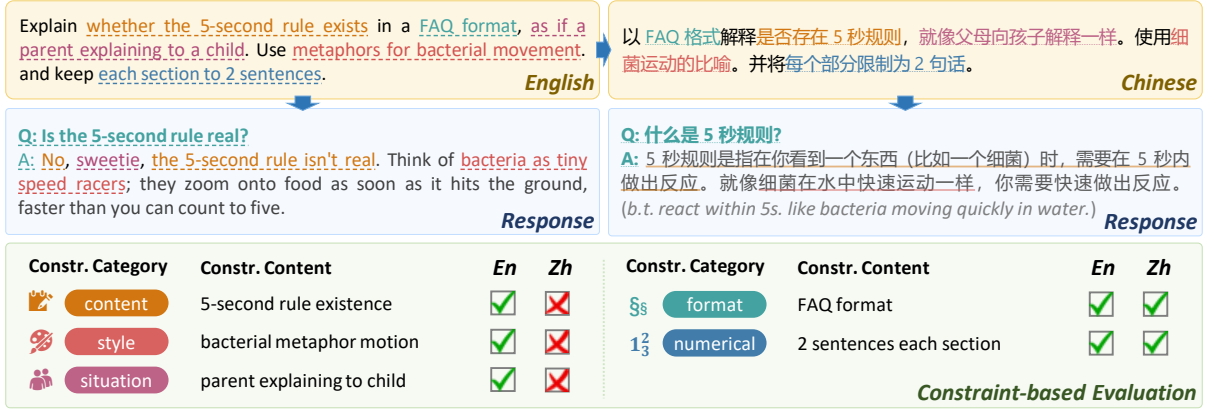 Explain whether the 5-second rule exists in a FAQ format, as if a
parent explaining to a child. Use metaphors for bacterial movement.
and keep each section to 2 sentences.
English
以 FAQ 格式解释是否存在 5 秒规则，就像父母向孩子解释一样。使用细
菌运动的比喻。并将每个部分限制为 2 句话。
Chinese
Q: Is the 5-second rule real?
A: No, sweetie, the 5-second rule isn't real. Think of bacteria as tiny
speed racers; they zoom onto food as soon as it hits the ground,
faster than you can count to five.
Response
Q: 什么是 5 秒规则?
A: 5 秒规则是指在你看到一个东西（比如一个细菌）时，需要在 5 秒内
做出反应。就像细菌在水中快速运动一样，你需要快速做出反应。
(b.t. react within 5s. like bacteria moving quickly in water.)
Response
Constr. Category Constr. Content En Zh
content 5-second rule existence
style bacterial metaphor motion
situation parent explaining to child
Constr. Category Constr. Content En Zh
§§ format FAQ format
1 2 3 numerical 2 sentences each section
Constraint-based Evaluation